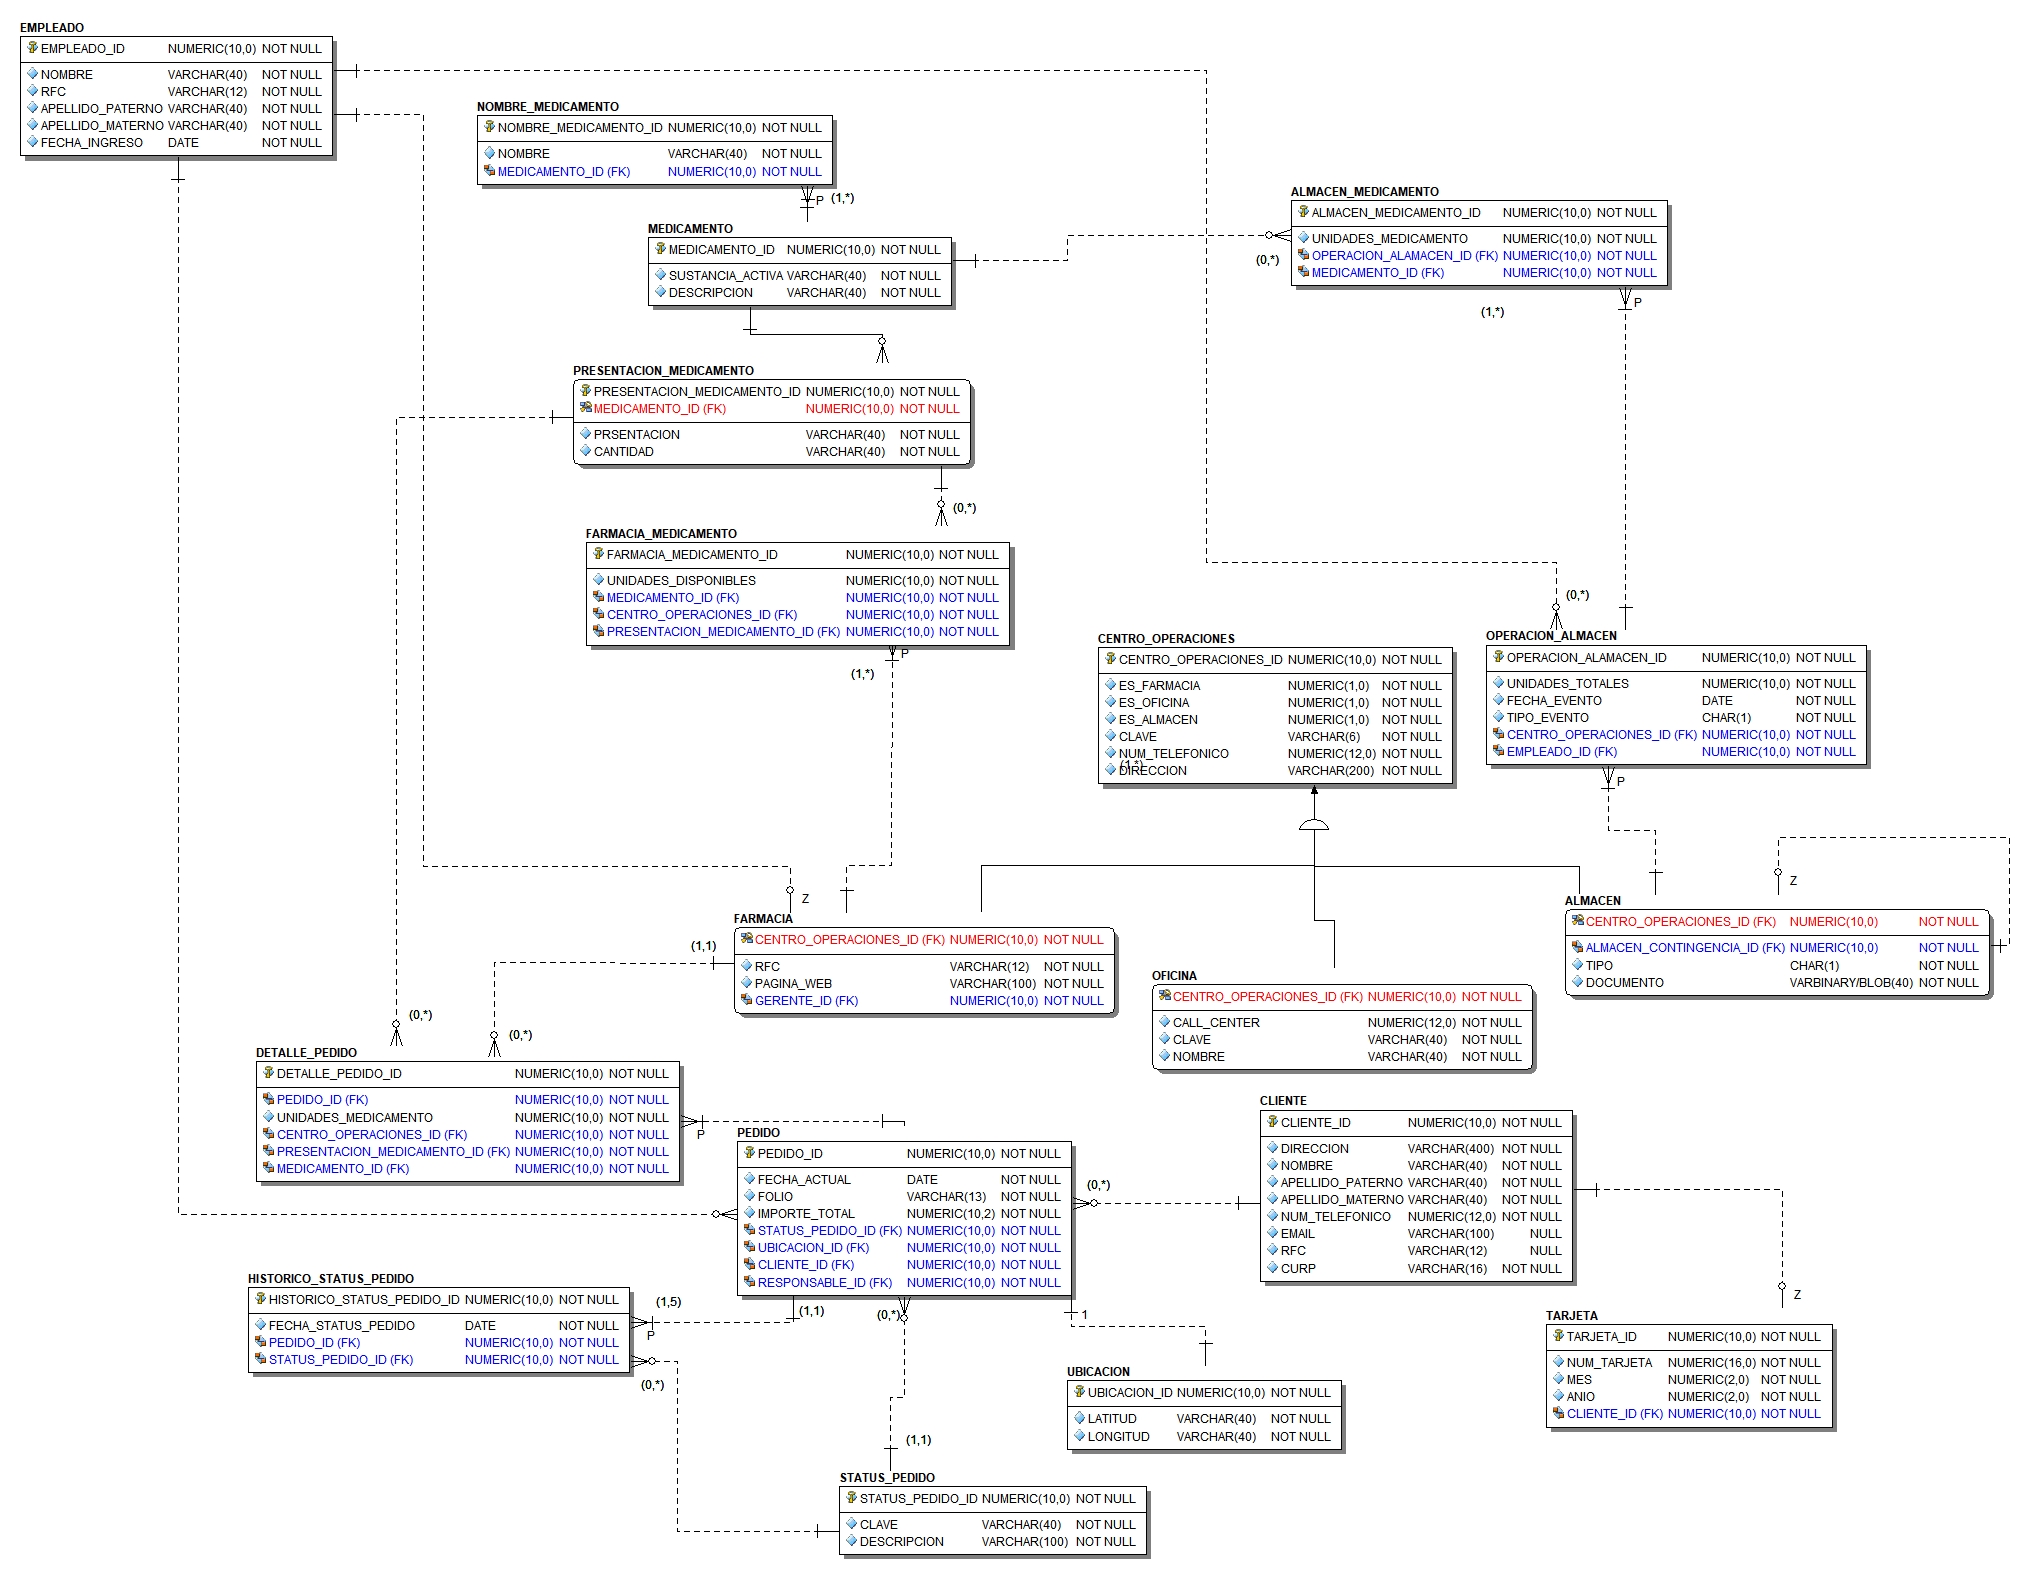 EMPLEADO
EMPLEADO_ID NUMERIC(10,0) NOT NULL
NOMBRE VARCHAR(40) NOT NULL
RFC VARCHAR(12) NOT NULL
APELLIDO_PATERNO VARCHAR(40) NOT NULL
APELLIDO_MATERNO VARCHAR(40) NOT NULL
FECHA_INGRESO DATE NOT NULL
NOMBRE_MEDICAMENTO
NOMBRE_MEDICAMENTO_ID NUMERIC(10,0) NOT NULL
NOMBRE VARCHAR(40) NOT NULL
MEDICAMENTO_ID (FK) NUMERIC(10,0) NOT NULL
P (1,*)
MEDICAMENTO
MEDICAMENTO_ID NUMERIC(10,0) NOT NULL
SUSTANCIA_ACTIVA VARCHAR(40) NOT NULL
DESCRIPCION VARCHAR(40) NOT NULL
ALMACEN_MEDICAMENTO
ALMACEN_MEDICAMENTO_ID NUMERIC(10,0) NOT NULL
UNIDADES_MEDICAMENTO NUMERIC(10,0) NOT NULL
OPERACION_ALAMACEN_ID (FK) NUMERIC(10,0) NOT NULL
MEDICAMENTO_ID (FK) NUMERIC(10,0) NOT NULL
(0,*)
P
(1,*)
PRESENTACION_MEDICAMENTO
PRESENTACION_MEDICAMENTO_ID NUMERIC(10,0) NOT NULL
MEDICAMENTO_ID (FK) NUMERIC(10,0) NOT NULL
PRSENTACION VARCHAR(40) NOT NULL
CANTIDAD VARCHAR(40) NOT NULL
(0,*)
FARMACIA_MEDICAMENTO
FARMACIA_MEDICAMENTO_ID NUMERIC(10,0) NOT NULL
UNIDADES_DISPONIBLES NUMERIC(10,0) NOT NULL
MEDICAMENTO_ID (FK) NUMERIC(10,0) NOT NULL
CENTRO_OPERACIONES_ID (FK) NUMERIC(10,0) NOT NULL
PRESENTACION_MEDICAMENTO_ID (FK) NUMERIC(10,0) NOT NULL
P
(1,*)
CENTRO_OPERACIONES
CENTRO_OPERACIONES_ID NUMERIC(10,0) NOT NULL
ES_FARMACIA NUMERIC(1,0) NOT NULL
ES_OFICINA NUMERIC(1,0) NOT NULL
ES_ALMACEN NUMERIC(1,0) NOT NULL
CLAVE VARCHAR(6) NOT NULL
NUM_TELEFONICO NUMERIC(12,0) NOT NULL
(1,*)
DIRECCION VARCHAR(200) NOT NULL
(0,*)
OPERACION_ALMACEN
OPERACION_ALAMACEN_ID NUMERIC(10,0) NOT NULL
UNIDADES_TOTALES NUMERIC(10,0) NOT NULL
FECHA_EVENTO DATE NOT NULL
TIPO_EVENTO CHAR(1) NOT NULL
CENTRO_OPERACIONES_ID (FK) NUMERIC(10,0) NOT NULL
EMPLEADO_ID (FK) NUMERIC(10,0) NOT NULL
P
Z
Z
FARMACIA
CENTRO_OPERACIONES_ID (FK) NUMERIC(10,0) NOT NULL
RFC VARCHAR(12) NOT NULL
PAGINA_WEB VARCHAR(100) NOT NULL
GERENTE_ID (FK) NUMERIC(10,0) NOT NULL
(1,1)
ALMACEN
CENTRO_OPERACIONES_ID (FK) NUMERIC(10,0) NOT NULL
ALMACEN_CONTINGENCIA_ID (FK) NUMERIC(10,0) NOT NULL
TIPO CHAR(1) NOT NULL
DOCUMENTO VARBINARY/BLOB(40) NOT NULL
OFICINA
CENTRO_OPERACIONES_ID (FK) NUMERIC(10,0) NOT NULL
CALL_CENTER NUMERIC(12,0) NOT NULL
CLAVE VARCHAR(40) NOT NULL
NOMBRE VARCHAR(40) NOT NULL
(0,*)
(0,*)
DETALLE_PEDIDO
DETALLE_PEDIDO_ID NUMERIC(10,0) NOT NULL
PEDIDO_ID (FK) NUMERIC(10,0) NOT NULL
UNIDADES_MEDICAMENTO NUMERIC(10,0) NOT NULL
CENTRO_OPERACIONES_ID (FK) NUMERIC(10,0) NOT NULL
PRESENTACION_MEDICAMENTO_ID (FK) NUMERIC(10,0) NOT NULL
MEDICAMENTO_ID (FK) NUMERIC(10,0) NOT NULL
P
PEDIDO
PEDIDO_ID NUMERIC(10,0) NOT NULL
FECHA_ACTUAL DATE NOT NULL
FOLIO VARCHAR(13) NOT NULL
IMPORTE_TOTAL NUMERIC(10,2) NOT NULL
STATUS_PEDIDO_ID (FK) NUMERIC(10,0) NOT NULL
UBICACION_ID (FK) NUMERIC(10,0) NOT NULL
CLIENTE_ID (FK) NUMERIC(10,0) NOT NULL
RESPONSABLE_ID (FK) NUMERIC(10,0) NOT NULL
(0,*)
CLIENTE
CLIENTE_ID NUMERIC(10,0) NOT NULL
DIRECCION VARCHAR(400) NOT NULL
NOMBRE VARCHAR(40) NOT NULL
APELLIDO_PATERNO VARCHAR(40) NOT NULL
APELLIDO_MATERNO VARCHAR(40) NOT NULL
NUM_TELEFONICO NUMERIC(12,0) NOT NULL
EMAIL VARCHAR(100) NULL
RFC VARCHAR(12) NULL
CURP VARCHAR(16) NOT NULL
HISTORICO_STATUS_PEDIDO
HISTORICO_STATUS_PEDIDO_ID NUMERIC(10,0) NOT NULL
FECHA_STATUS_PEDIDO DATE NOT NULL
PEDIDO_ID (FK) NUMERIC(10,0) NOT NULL
STATUS_PEDIDO_ID (FK) NUMERIC(10,0) NOT NULL
(1,5)
P
(1,1)
(0,*)
1
(0,*)
Z
TARJETA
TARJETA_ID NUMERIC(10,0) NOT NULL
NUM_TARJETA NUMERIC(16,0) NOT NULL
MES NUMERIC(2,0) NOT NULL
ANIO NUMERIC(2,0) NOT NULL
CLIENTE_ID (FK) NUMERIC(10,0) NOT NULL
UBICACION
UBICACION_ID NUMERIC(10,0) NOT NULL
LATITUD VARCHAR(40) NOT NULL
LONGITUD VARCHAR(40) NOT NULL
(1,1)
STATUS_PEDIDO
STATUS_PEDIDO_ID NUMERIC(10,0) NOT NULL
CLAVE VARCHAR(40) NOT NULL
DESCRIPCION VARCHAR(100) NOT NULL